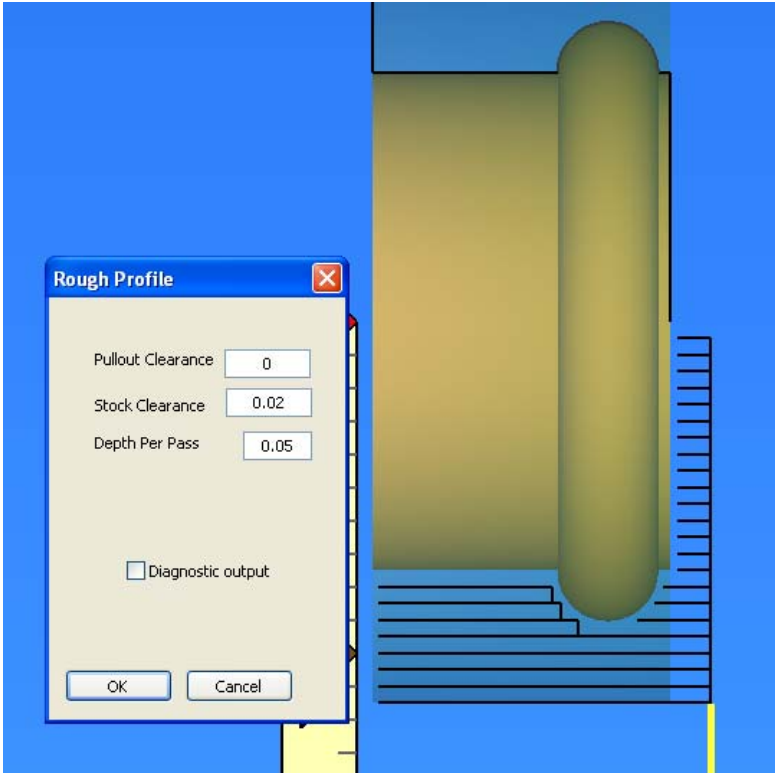 Rough Profile
Pullout Clearance 0
Stock Clearance 0.02
Depth Per Pass 0.05
Diagnostic output
OK Cancel